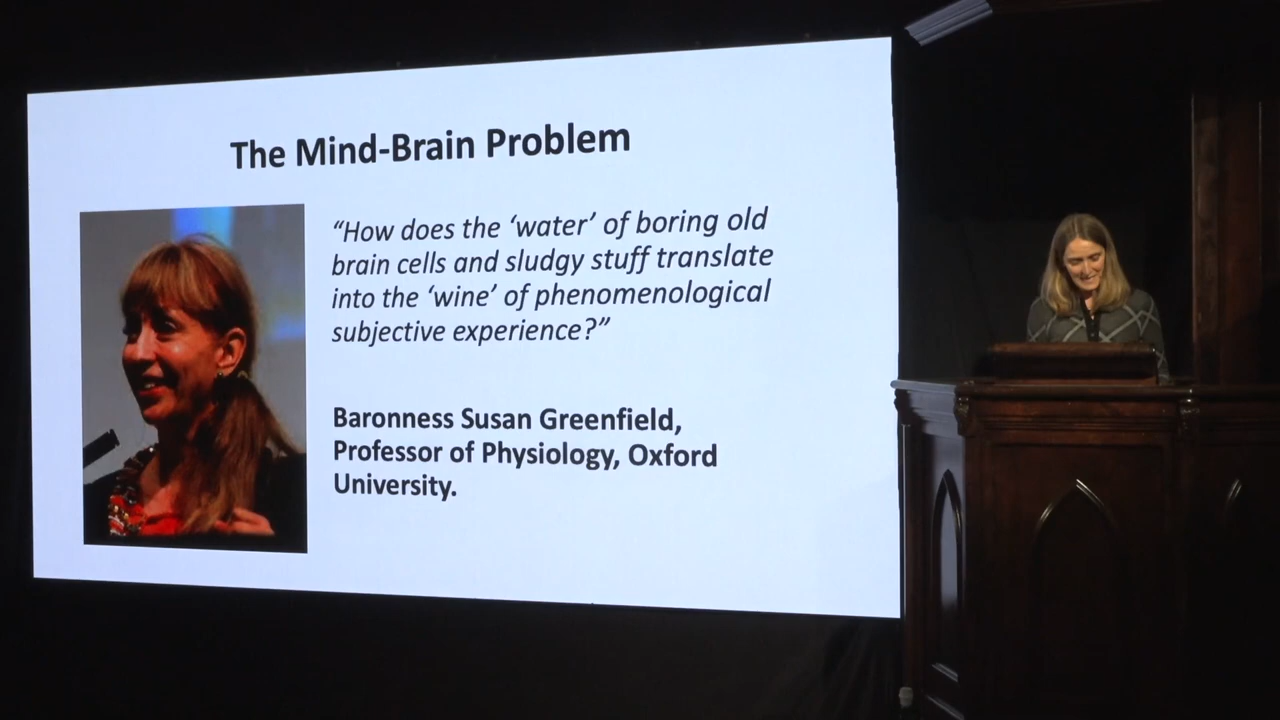 The Mind-Brain Problem
“How does the ‘water’ of boring old
brain cells and sludgy stuff translate
into the ‘wine’ of phenomenological
subjective experience?”
Baronness Susan Greenfield,
Professor of Physiology, Oxford
University.